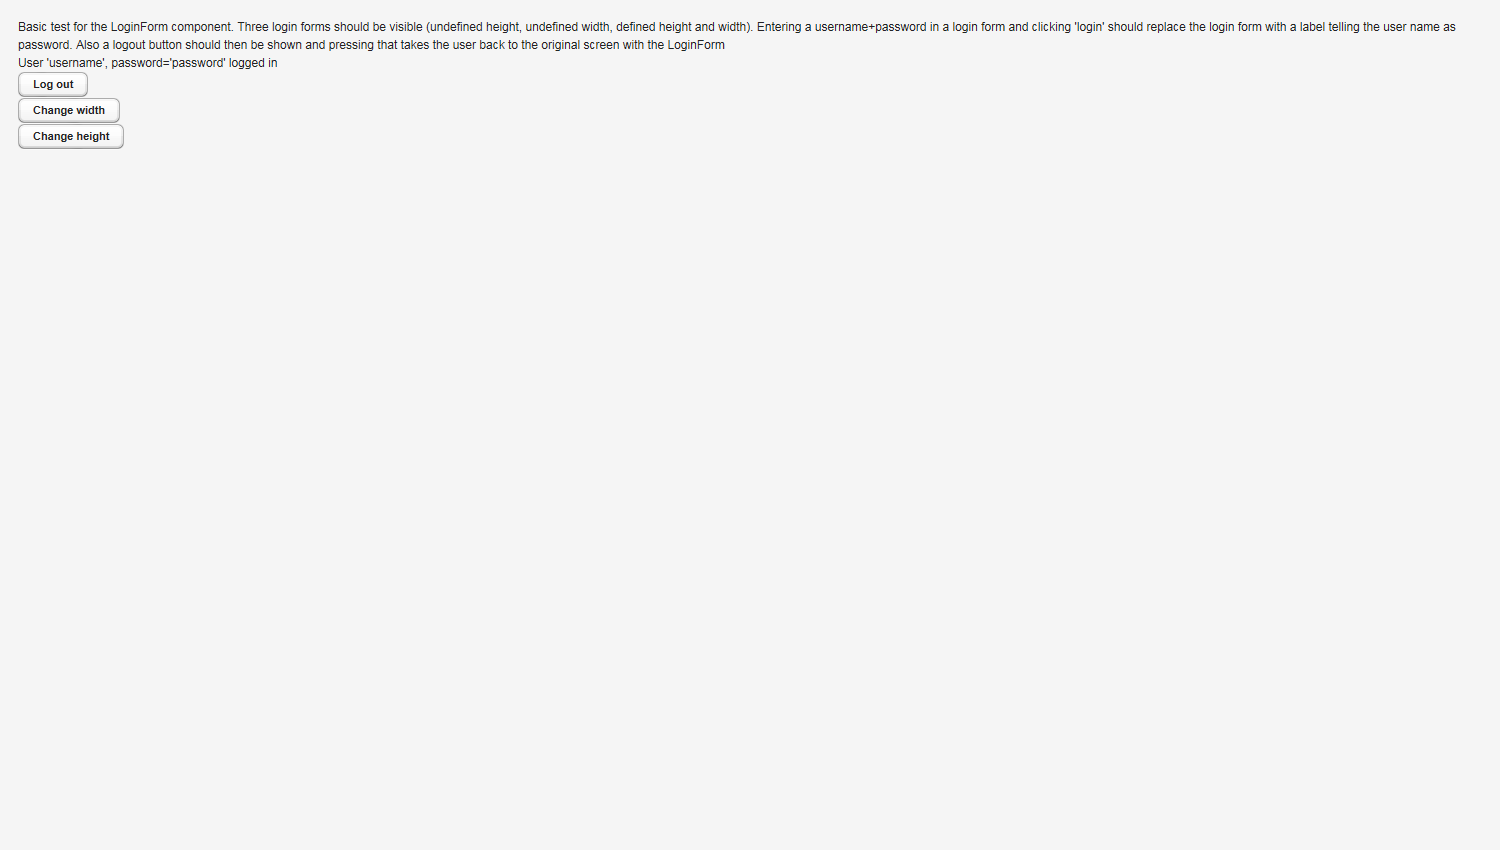 Basic test for the LoginForm component. Three login forms should be visible (undefined height, undefined width, defined height and width). Entering a username+password in a login form and clicking 'login' should replace the login form with a label telling the user name as
password. Also a logout button should then be shown and pressing that takes the user back to the original screen with the LoginForm
User 'username', password='password' logged in
Log out
Change width
Change height